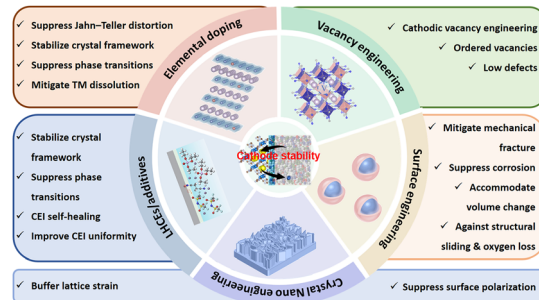 ✓ Suppress Jahn–Teller distortion
✓ Stabilize crystal framework
✓ Suppress phase transitions
✓ Mitigate TM dissolution
Elemental doping
Vacancy engineering
✓ Cathodic vacancy engineering
✓ Ordered vacancies
✓ Low defects
✓ Stabilize crystal
framework
✓ Suppress phase
transitions
✓ CEI self-healing
✓ Improve CEI uniformity
LHCEs/additives
Cathode stability
Surface engineering
✓ Mitigate mechanical
fracture
✓ Suppress corrosion
✓ Accommodate
volume change
✓ Against structural
sliding & oxygen loss
Crystal Nano engineering
✓ Buffer lattice strain
✓ Suppress surface polarization